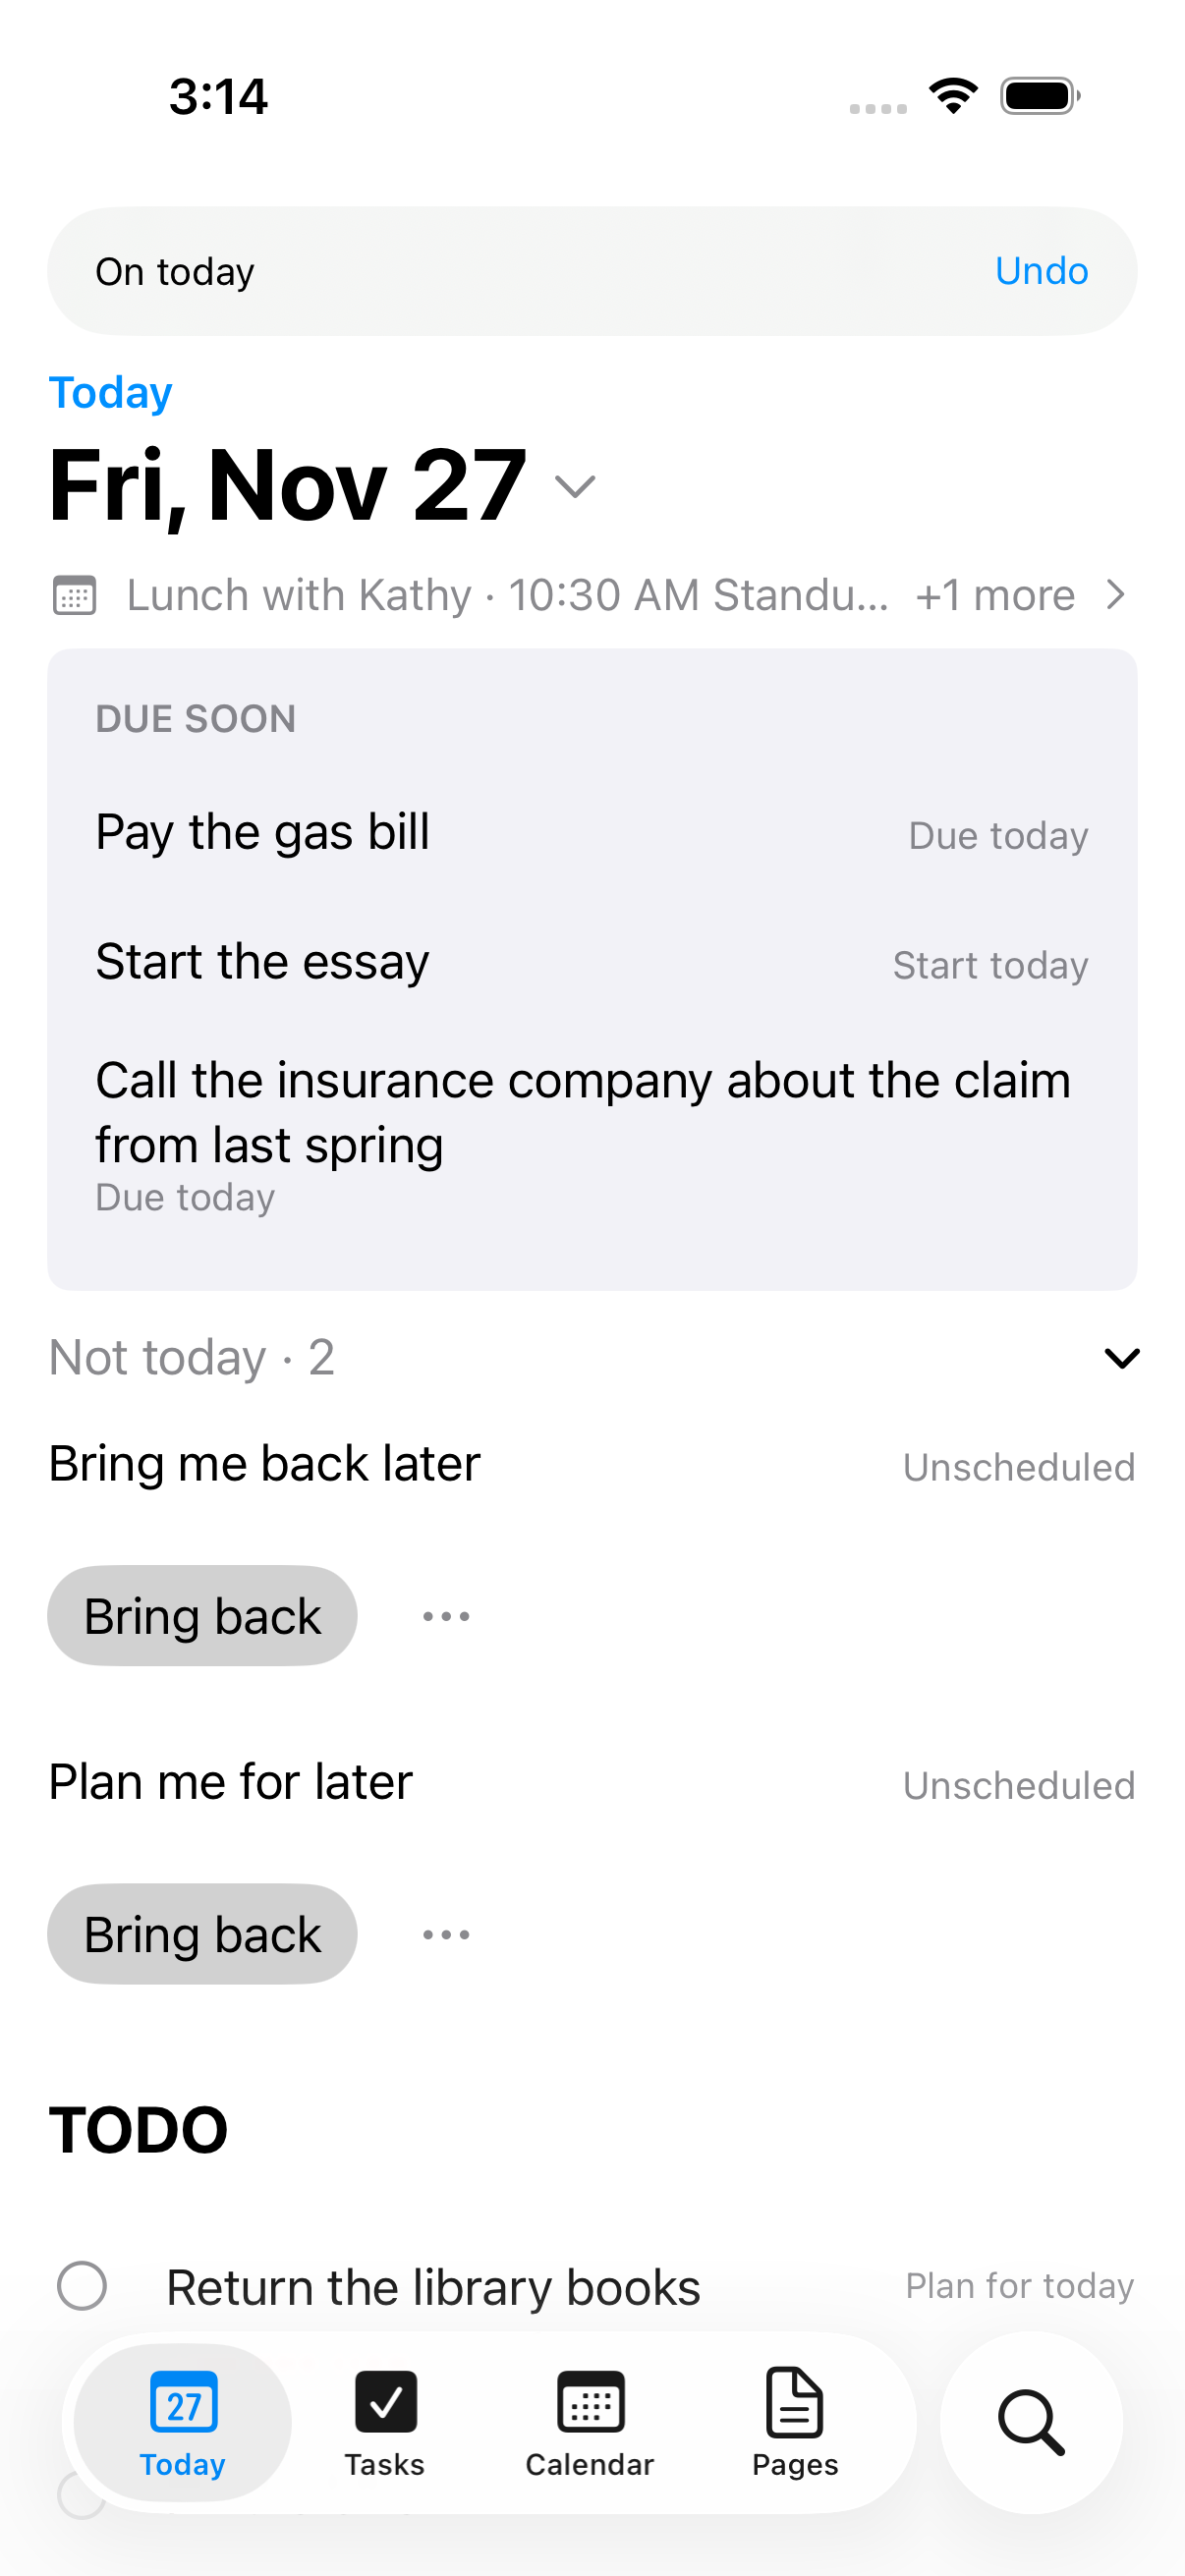 3:14
On today Undo
Today
Fri, Nov 27
Lunch with Kathy · 10:30 AM Standu... +1 more
DUE SOON
Pay the gas bill Due today
Start the essay Start today
Call the insurance company about the claim
from last spring
Due today
Not today · 2
Bring me back later Unscheduled
Bring back
Plan me for later Unscheduled
Bring back
TODO
Return the library books Plan for today
27
Today Tasks Calendar Pages